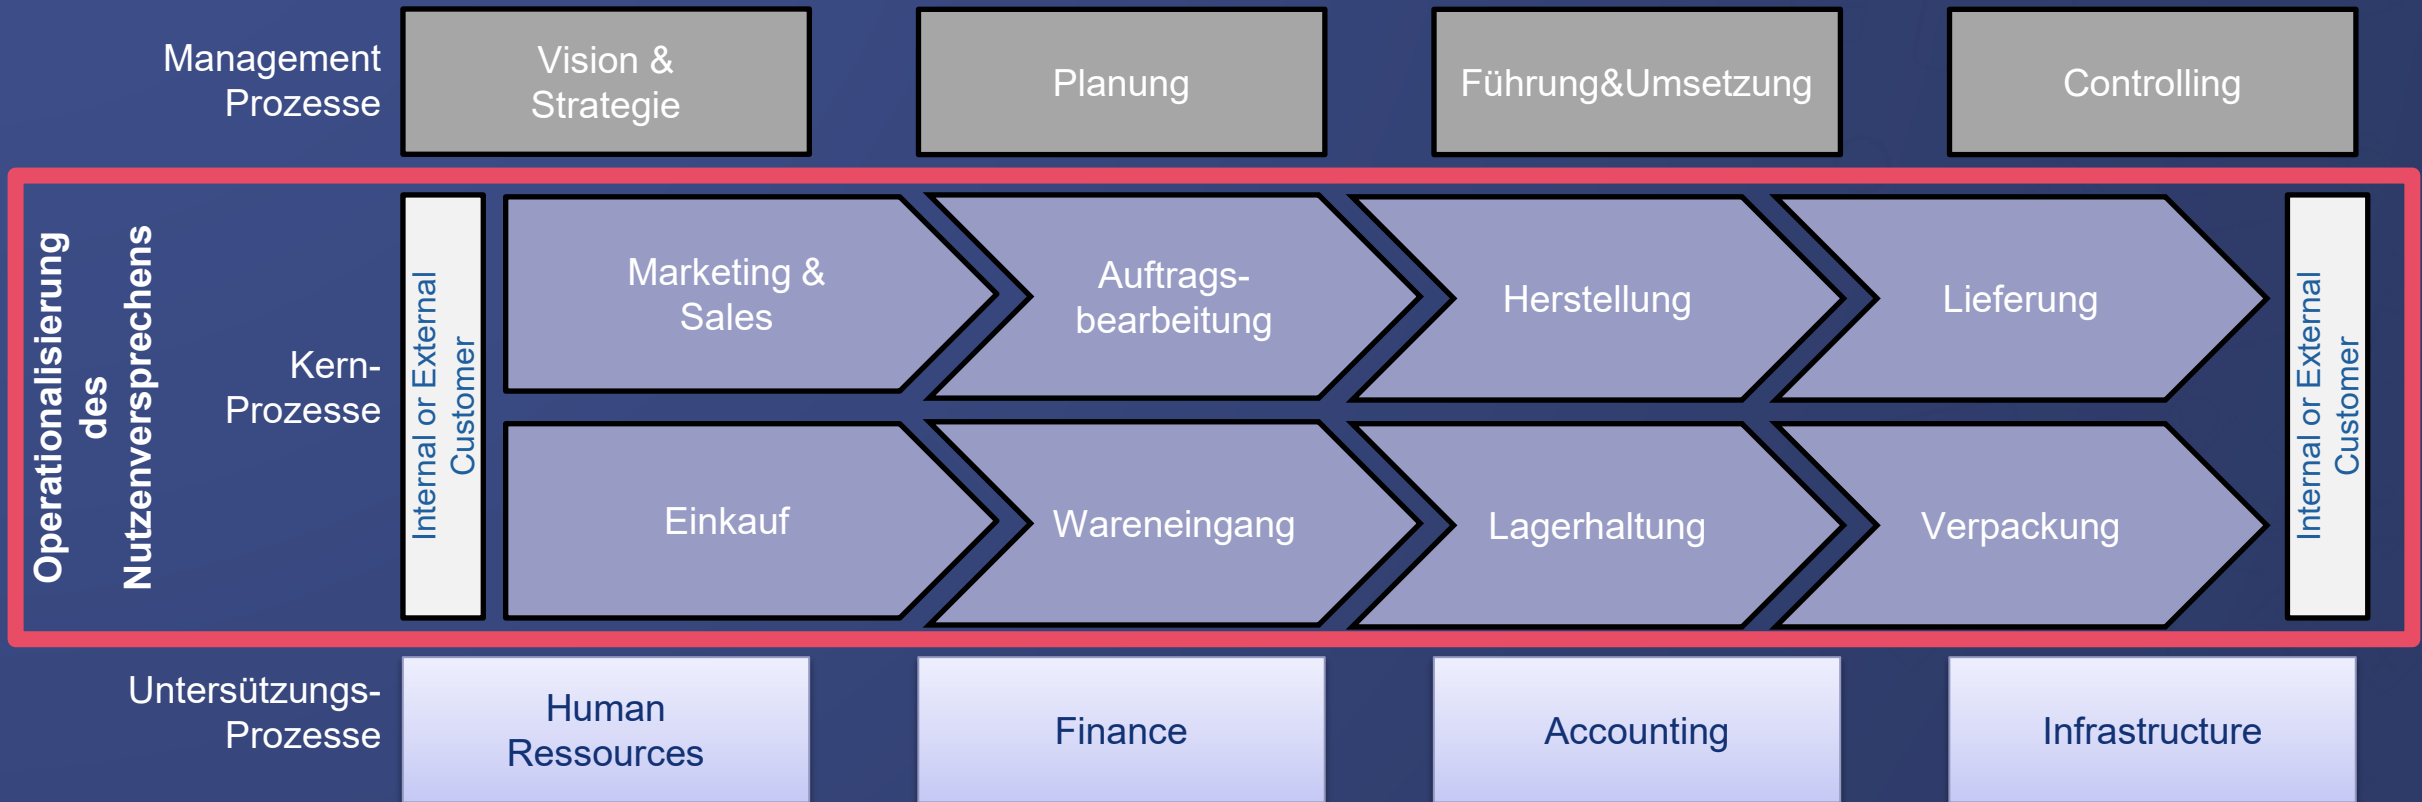 Management
Prozesse
Vision &
Strategie
Planung
Führung&Umsetzung
Controlling
Operationalisierung
des
Nutzenversprechens
Kern-
Prozesse
Internal or External
Customer
Marketing &
Sales
Auftrags-
bearbeitung
Herstellung
Lieferung
Einkauf
Wareneingang
Lagerhaltung
Verpackung
Internal or External
Customer
Untersützungs-
Prozesse
Human
Ressources
Finance
Accounting
Infrastructure